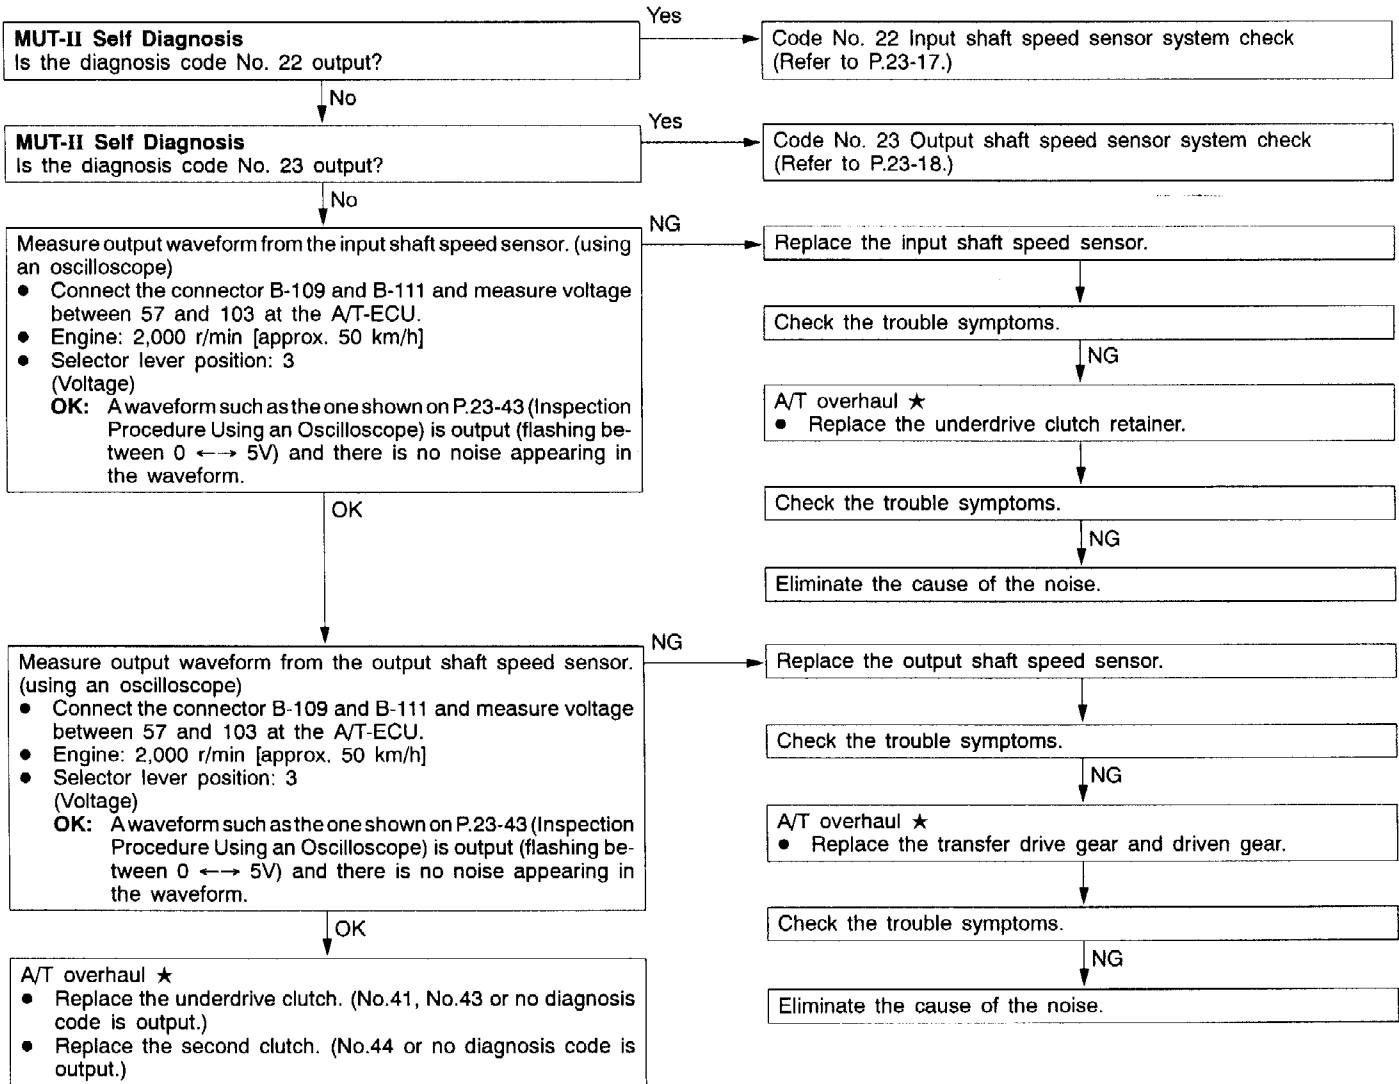 MUT-II Self Diagnosis
Is the diagnosis code No. 22 output?
Yes
Code No. 22 Input shaft speed sensor system check
(Refer to P.23-17.)
No
MUT-II Self Diagnosis
Is the diagnosis code No. 23 output?
Yes
Code No. 23 Output shaft speed sensor system check
(Refer to P.23-18.)
No
Measure output waveform from the input shaft speed sensor. (using
an oscilloscope)
● Connect the connector B-109 and B-111 and measure voltage
between 57 and 103 at the A/T-ECU.
● Engine: 2,000 r/min [approx. 50 km/h]
● Selector lever position: 3
(Voltage)
OK: A waveform such as the one shown on P.23-43 (Inspection
Procedure Using an Oscilloscope) is output (flashing be-
tween 0 ←→ 5V) and there is no noise appearing in
the waveform.
NG
Replace the input shaft speed sensor.
Check the trouble symptoms.
NG
A/T overhaul ★
● Replace the underdrive clutch retainer.
Check the trouble symptoms.
NG
Eliminate the cause of the noise.
OK
Measure output waveform from the output shaft speed sensor.
(using an oscilloscope)
● Connect the connector B-109 and B-111 and measure voltage
between 57 and 103 at the A/T-ECU.
● Engine: 2,000 r/min [approx. 50 km/h]
● Selector lever position: 3
(Voltage)
OK: A waveform such as the one shown on P.23-43 (Inspection
Procedure Using an Oscilloscope) is output (flashing be-
tween 0 ←→ 5V) and there is no noise appearing in
the waveform.
NG
Replace the output shaft speed sensor.
Check the trouble symptoms.
NG
A/T overhaul ★
● Replace the transfer drive gear and driven gear.
Check the trouble symptoms.
NG
Eliminate the cause of the noise.
OK
A/T overhaul ★
● Replace the underdrive clutch. (No.41, No.43 or no diagnosis
code is output.)
● Replace the second clutch. (No.44 or no diagnosis code is
output.)